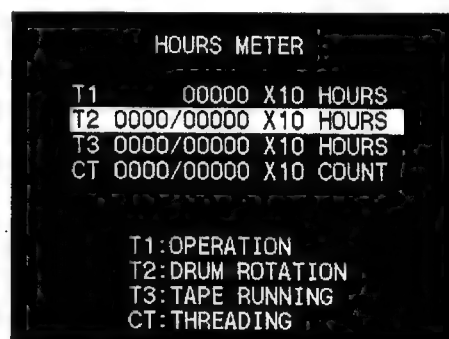 HOURS METER
T1 00000 X10 HOURS
T2 0000/00000 X10 HOURS
T3 0000/00000 X10 HOURS
CT 0000/00000 X10 COUNT
T1:OPERATION
T2:DRUM ROTATION
T3:TAPE RUNNING
CT:THREADING